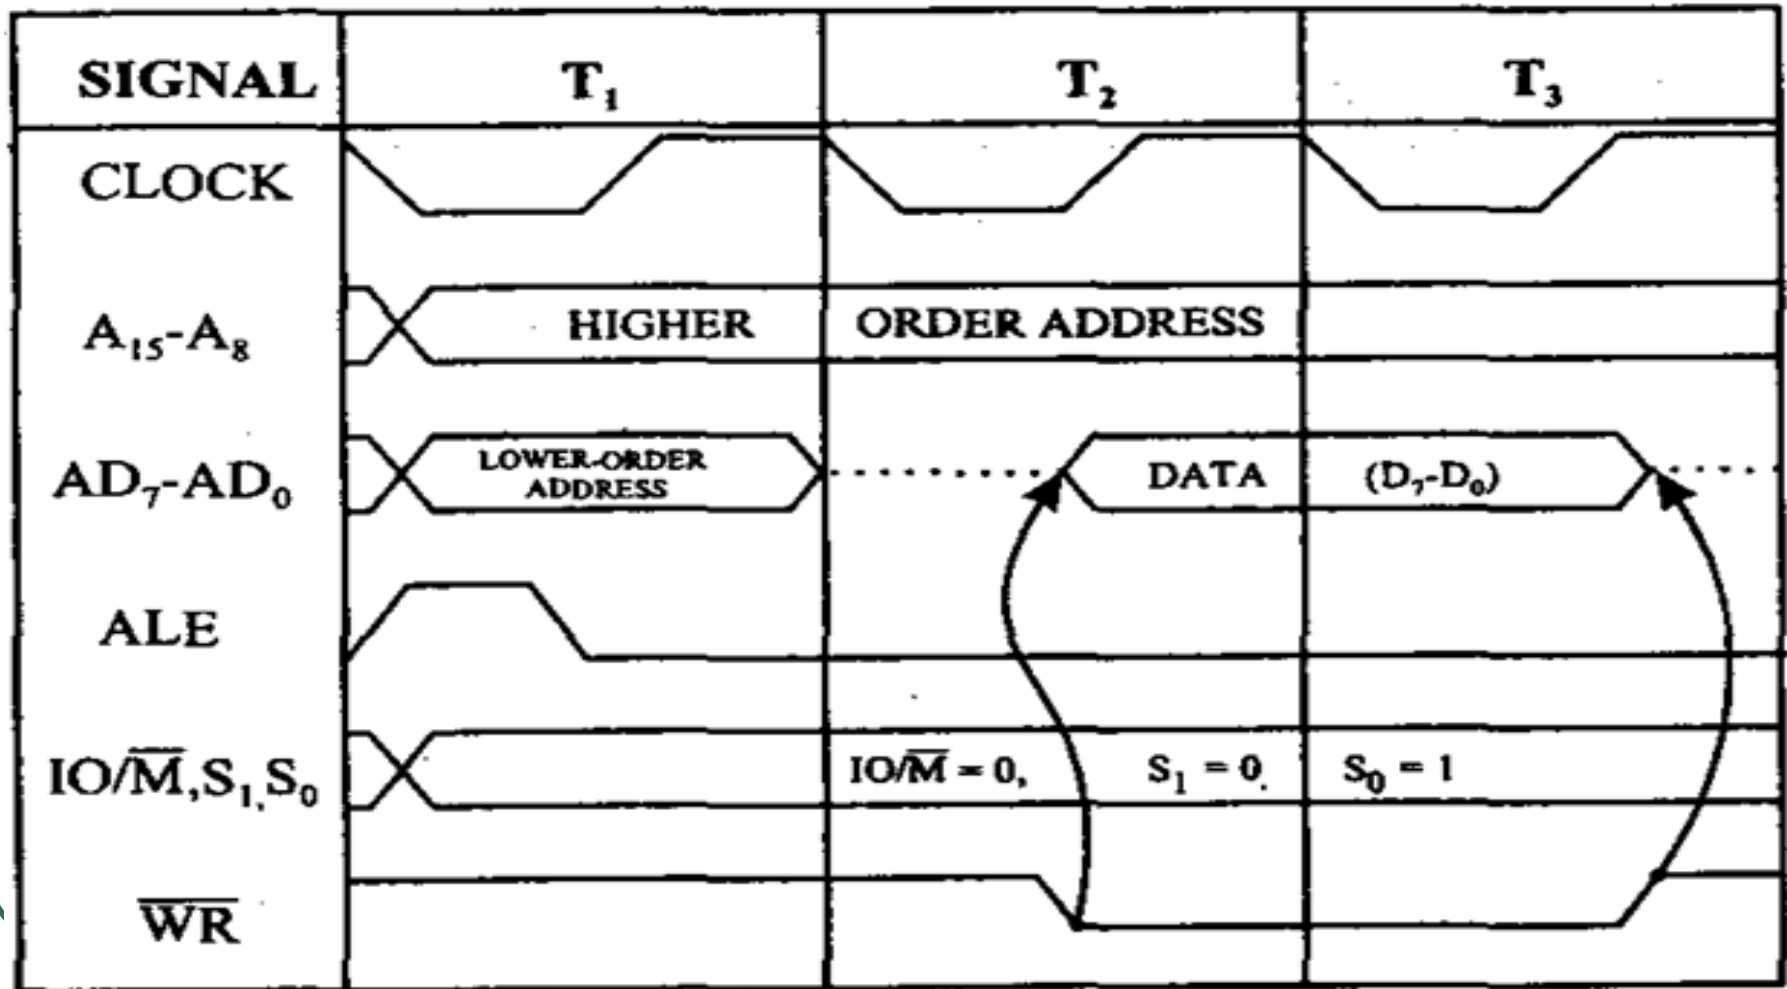 SIGNAL T₁ T₂ T₃
CLOCK
A₁₅-A₈ HIGHER ORDER ADDRESS
AD₇-AD₀ LOWER-ORDER ADDRESS DATA (D₇-D₀)
ALE
IO/M̅,S₁,S₀ IO/M̅ = 0, S₁ = 0. S₀ = 1
W̅R̅